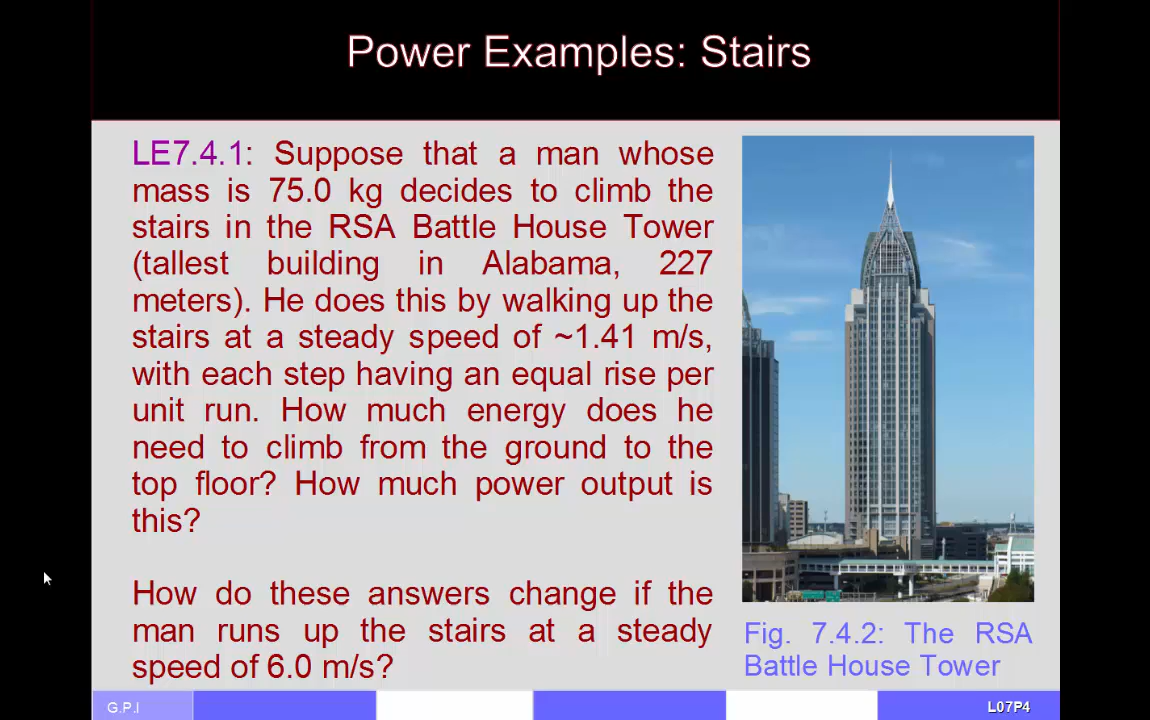 Power Examples: Stairs
LE7.4.1: Suppose that a man whose
mass is 75.0 kg decides to climb the
stairs in the RSA Battle House Tower
(tallest building in Alabama, 227
meters). He does this by walking up the
stairs at a steady speed of ~1.41 m/s,
with each step having an equal rise per
unit run. How much energy does he
need to climb from the ground to the
top floor? How much power output is
this?
How do these answers change if the
man runs up the stairs at a steady
speed of 6.0 m/s?
Fig. 7.4.2: The RSA
Battle House Tower
G.P.I
L07P4